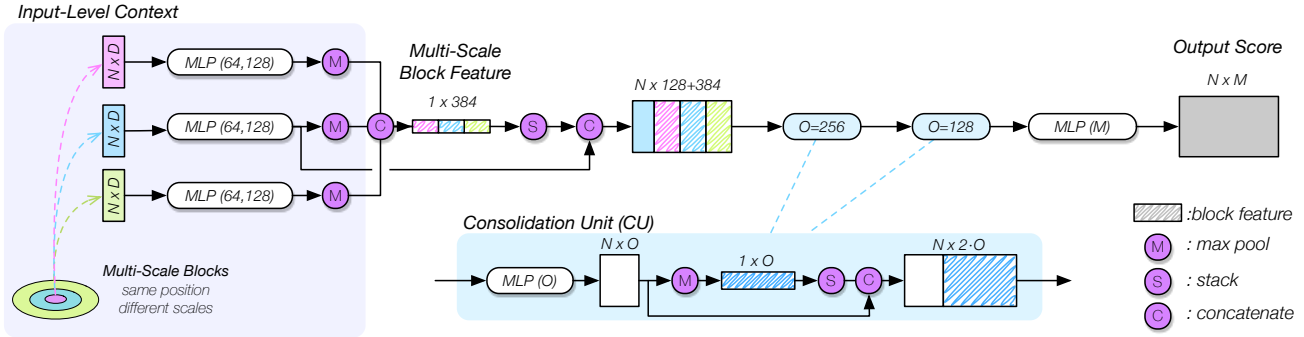 Input-Level Context
N x D
MLP (64,128)
M
N x D
MLP (64,128)
M
N x D
MLP (64,128)
M
C
Multi-Scale
Block Feature
1 x 384
S
C
N x 128+384
O=256
O=128
MLP (M)
Output Score
N x M
Multi-Scale Blocks
same position
different scales
Consolidation Unit (CU)
MLP (O)
N x O
M
1 x O
S
C
N x 2·O
:block feature
M : max pool
S : stack
C : concatenate